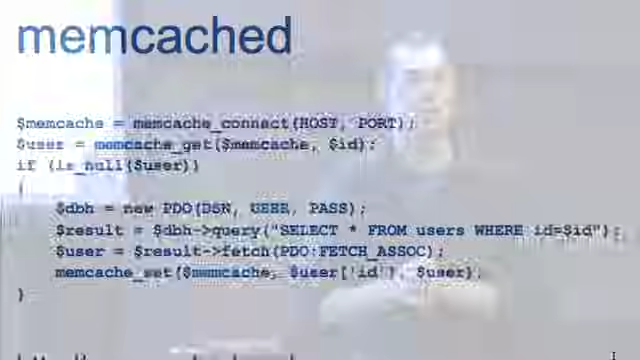 memcached
$memcache = memcache_connect(HOST, PORT);
$user = memcache_get($memcache, $id);
if (is_null($user))
{
$dbh = new PDO(DSN, USER, PASS);
$result = $dbh->query("SELECT * FROM users WHERE id=$id");
$user = $result->fetch(PDO:FETCH_ASSOC);
memcache_set($memcache, $user['id'], $user);
}